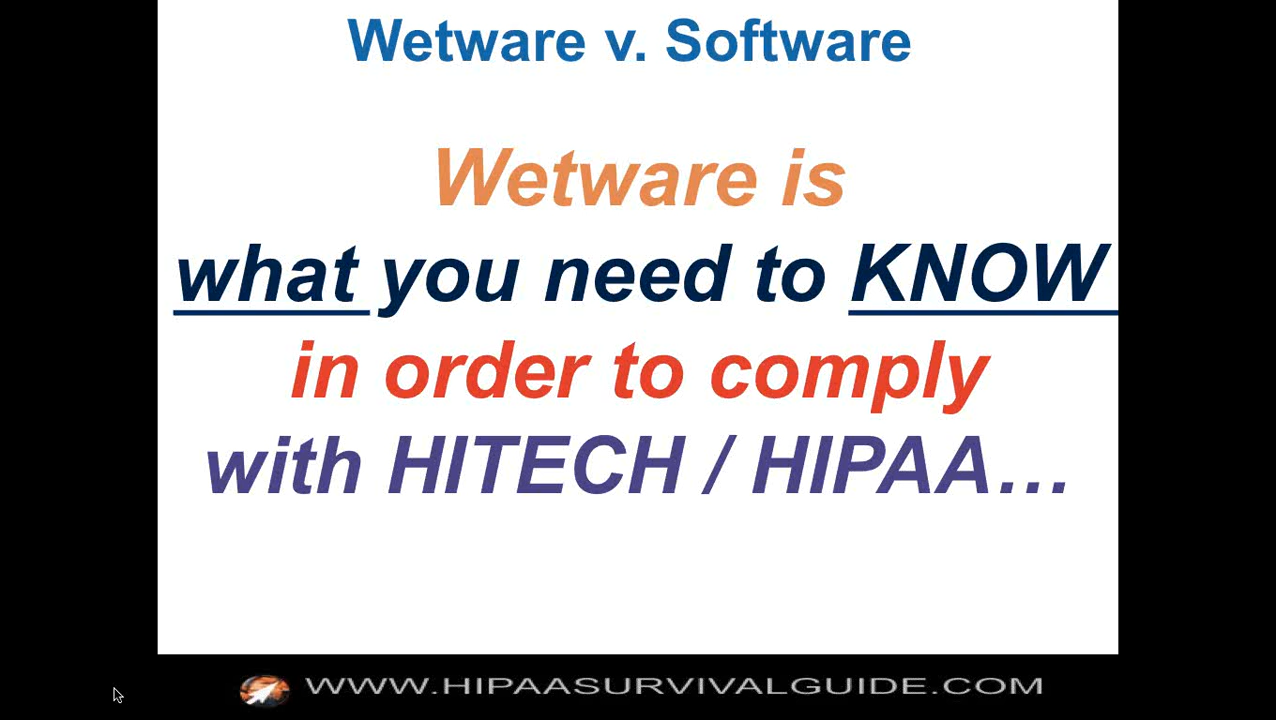 Wetware v. Software
Wetware is
what you need to KNOW
in order to comply
with HITECH / HIPAA…
WWW.HIPAASURVIVALGUIDE.COM